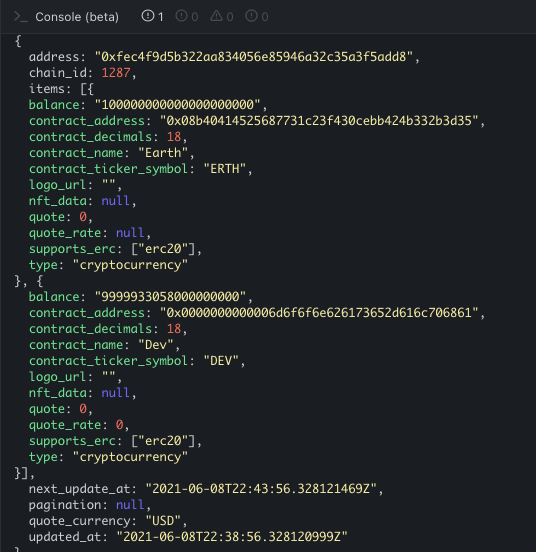 Console (beta) 1 0 0 0
{
address: "0xfec4f9d5b322aa834056e85946a32c35a3f5add8",
chain_id: 1287,
items: [{
balance: "100000000000000000000",
contract_address: "0x08b40414525687731c23f430cebb424b332b3d35",
contract_decimals: 18,
contract_name: "Earth",
contract_ticker_symbol: "ERTH",
logo_url: "",
nft_data: null,
quote: 0,
quote_rate: null,
supports_erc: ["erc20"],
type: "cryptocurrency"
}, {
balance: "9999933058000000000",
contract_address: "0x0000000000006d6f6f6e626173652d616c706861",
contract_decimals: 18,
contract_name: "Dev",
contract_ticker_symbol: "DEV",
logo_url: "",
nft_data: null,
quote: 0,
quote_rate: 0,
supports_erc: ["erc20"],
type: "cryptocurrency"
}],
next_update_at: "2021-06-08T22:43:56.328121469Z",
pagination: null,
quote_currency: "USD",
updated_at: "2021-06-08T22:38:56.328120999Z"
}